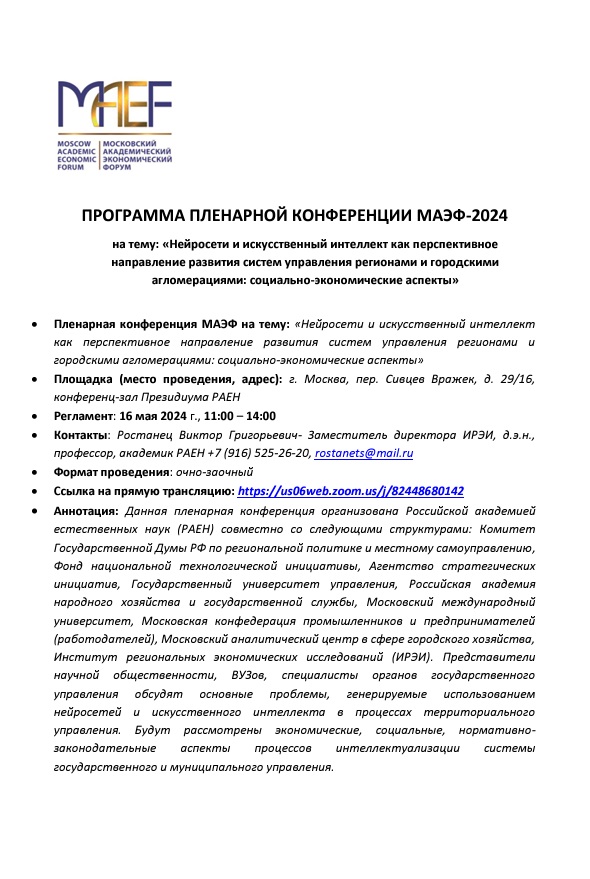 MAEF
MOSCOW
ACADEMIC
ECONOMIC
FORUM
МОСКОВСКИЙ
АКАДЕМИЧЕСКИЙ
ЭКОНОМИЧЕСКИЙ
ФОРУМ
ПРОГРАММА ПЛЕНАРНОЙ КОНФЕРЕНЦИИ МАЭФ-2024
на тему: «Нейросети и искусственный интеллект как перспективное
направление развития систем управления регионами и городскими
агломерациями: социально-экономические аспекты»
• Пленарная конференция МАЭФ на тему: «Нейросети и искусственный интеллект
как перспективное направление развития систем управления регионами и
городскими агломерациями: социально-экономические аспекты»
• Площадка (место проведения, адрес): г. Москва, пер. Сивцев Вражек, д. 29/16,
конференц-зал Президиума РАЕН
• Регламент: 16 мая 2024 г., 11:00 – 14:00
• Контакты: Ростанец Виктор Григорьевич- Заместитель директора ИРЭИ, д.э.н.,
профессор, академик РАЕН +7 (916) 525-26-20, rostanets@mail.ru
• Формат проведения: очно-заочный
• Ссылка на прямую трансляцию: https://us06web.zoom.us/j/82448680142
• Аннотация: Данная пленарная конференция организована Российской академией
естественных наук (РАЕН) совместно со следующими структурами: Комитет
Государственной Думы РФ по региональной политике и местному самоуправлению,
Фонд национальной технологической инициативы, Агентство стратегических
инициатив, Государственный университет управления, Российская академия
народного хозяйства и государственной службы, Московский международный
университет, Московская конфедерация промышленников и предпринимателей
(работодателей), Московский аналитический центр в сфере городского хозяйства,
Институт региональных экономических исследований (ИРЭИ). Представители
научной общественности, ВУЗов, специалисты органов государственного
управления обсудят основные проблемы, генерируемые использованием
нейросетей и искусственного интеллекта в процессах территориального
управления. Будут рассмотрены экономические, социальные, нормативно-
законодательные аспекты процессов интеллектуализации системы
государственного и муниципального управления.